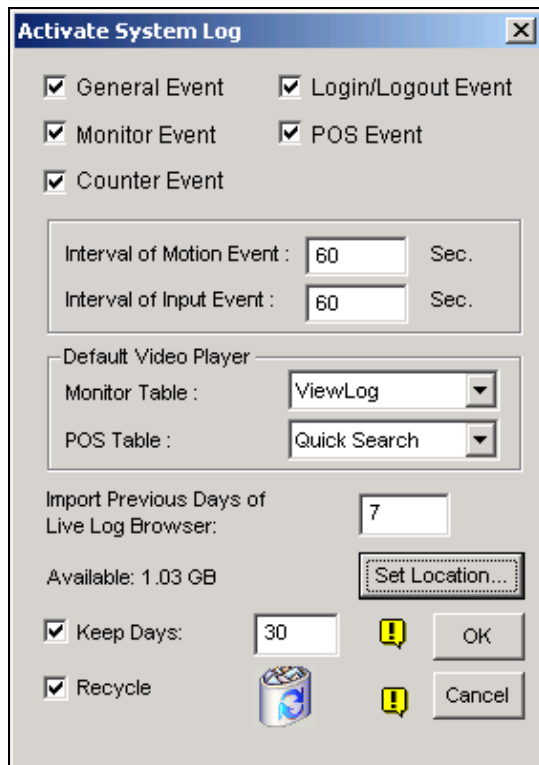 Activate System Log
General Event Login/Logout Event
Monitor Event POS Event
Counter Event
Interval of Motion Event : 60 Sec.
Interval of Input Event : 60 Sec.
Default Video Player
Monitor Table : ViewLog
POS Table : Quick Search
Import Previous Days of
Live Log Browser: 7
Available: 1.03 GB Set Location...
Keep Days: 30 OK
Recycle Cancel